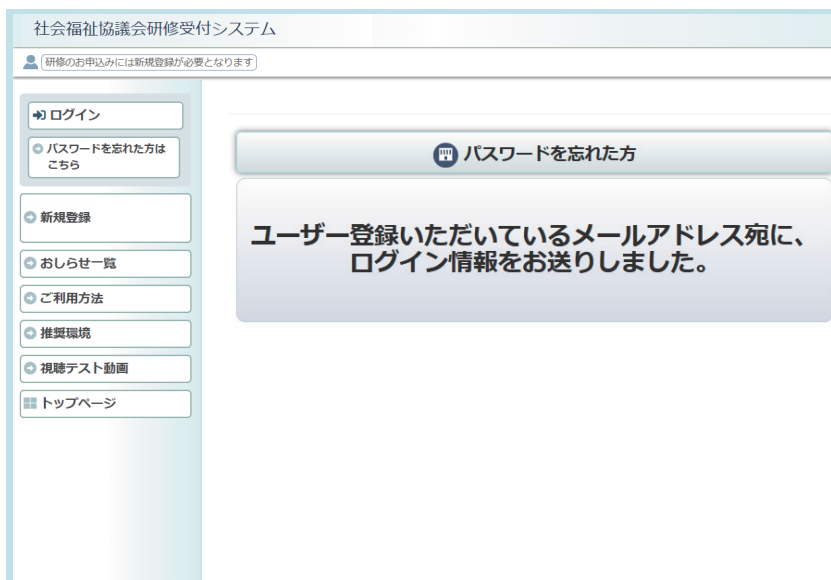 社会福祉協議会研修受付システム
研修のお申込みには新規登録が必要となります
ログイン
パスワードを忘れた方は
こちら
新規登録
おしらせ一覧
ご利用方法
推奨環境
視聴テスト動画
トップページ
パスワードを忘れた方
ユーザー登録いただいているメールアドレス宛に、
ログイン情報をお送りしました。